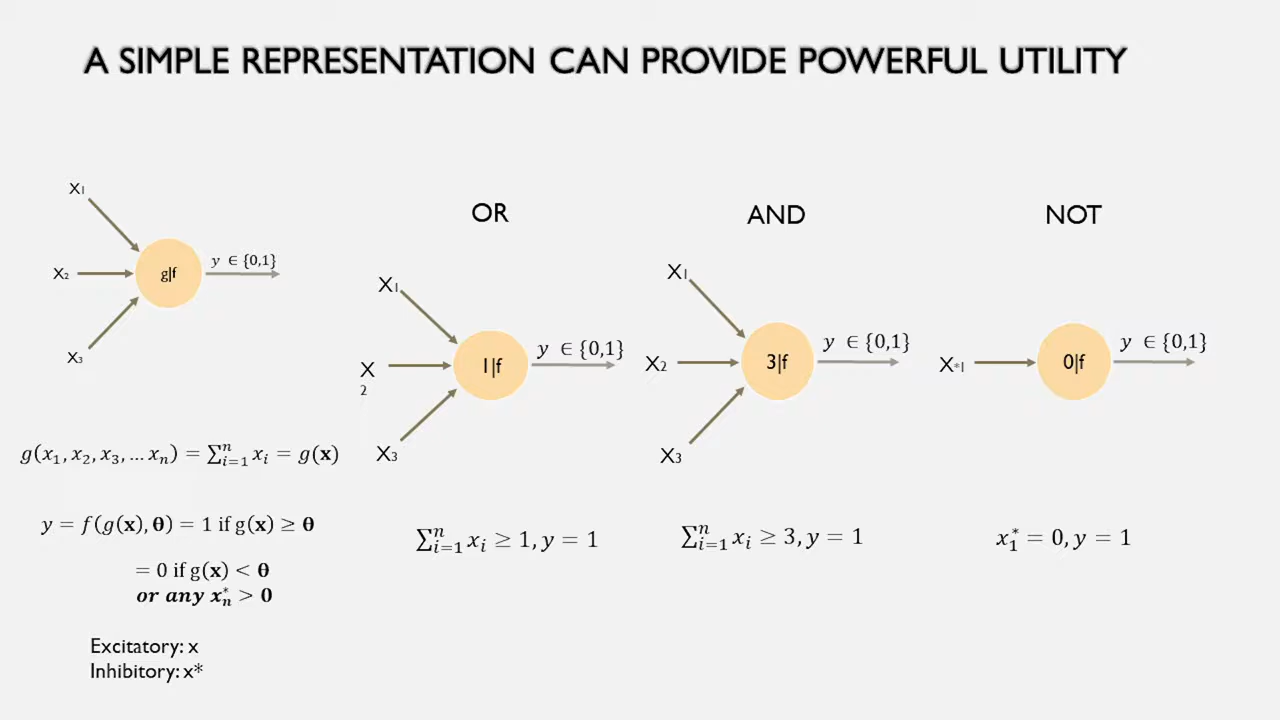 A SIMPLE REPRESENTATION CAN PROVIDE POWERFUL UTILITY
X1
X2
X3
g|f
y ∈ {0,1}
g(x₁, x₂, x₃, … xₙ) = ∑ⁿᵢ₌₁ xᵢ = g(𝐱)
y = f(g(𝐱), 𝛉) = 1 if g(𝐱) ≥ 𝛉
= 0 if g(𝐱) < 𝛉
or any xₙ* > 0
Excitatory: x
Inhibitory: x*
OR
X1
X
2
X3
1|f
y ∈ {0,1}
∑ⁿᵢ₌₁ xᵢ ≥ 1, y = 1
AND
X1
X2
X3
3|f
y ∈ {0,1}
∑ⁿᵢ₌₁ xᵢ ≥ 3, y = 1
NOT
X*1
0|f
y ∈ {0,1}
x₁* = 0, y = 1